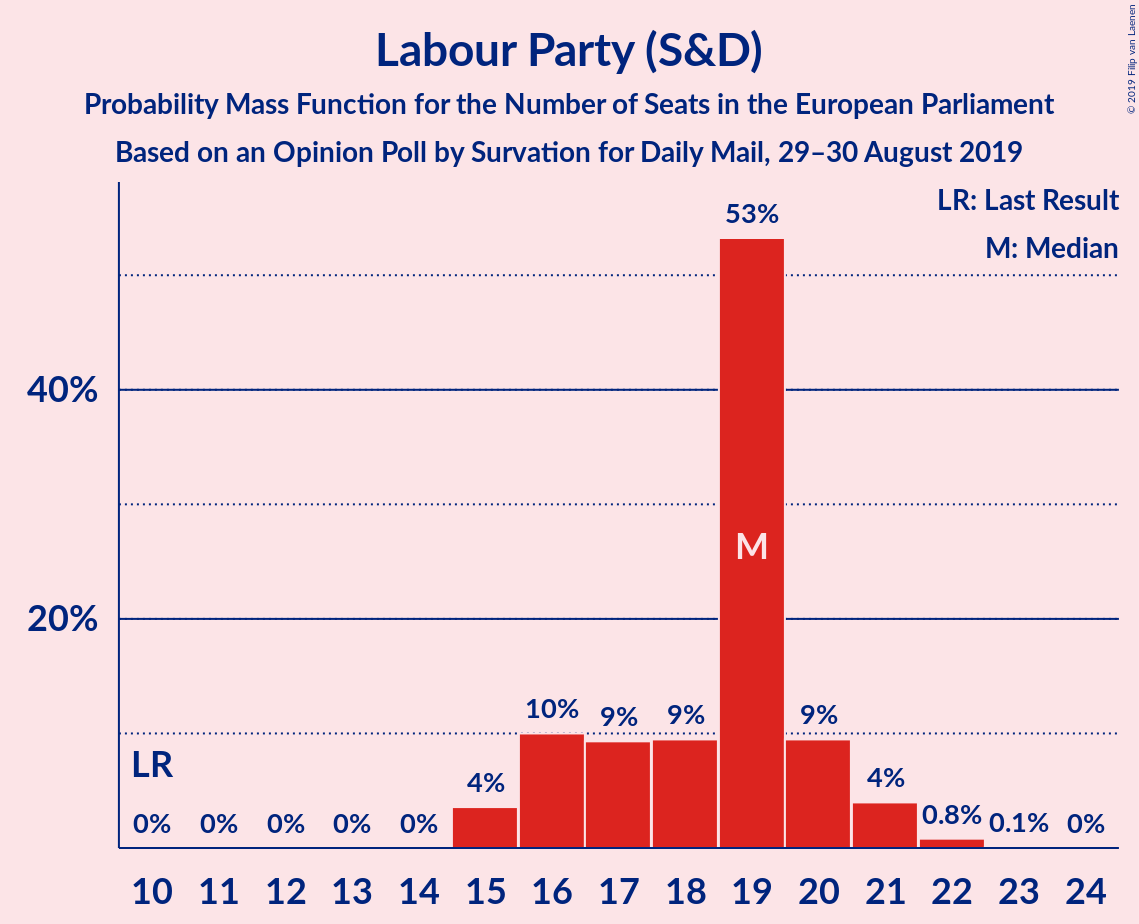 Labour Party (S&D)
Probability Mass Function for the Number of Seats in the European Parliament
Based on an Opinion Poll by Survation for Daily Mail, 29–30 August 2019
© 2019 Filip van Laenen
LR: Last Result
M: Median
53%
40%
M
20%
10%
9%
9%
9%
LR
4%
4%
0%
0%
0%
0%
0%
0.8%
0.1%
0%
10 11 12 13 14 15 16 17 18 19 20 21 22 23 24